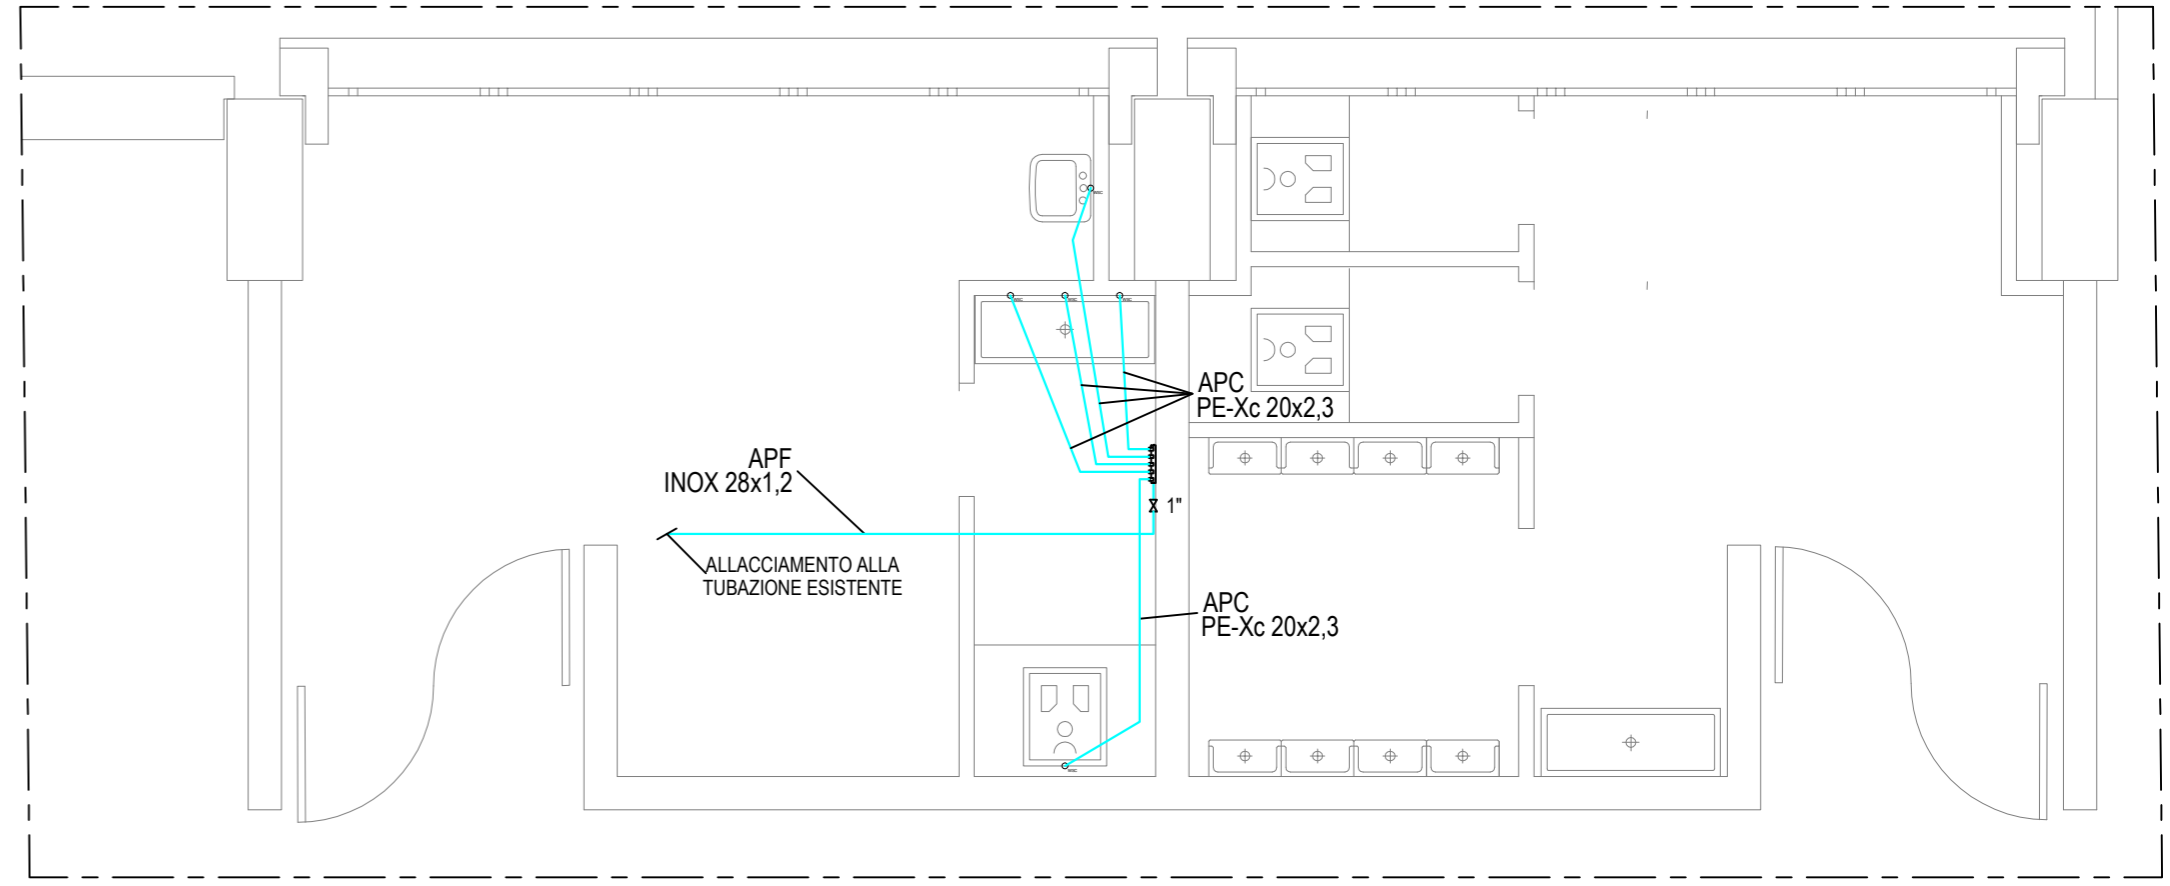 APC
PE-Xc 20x2,3
APF
INOX 28x1,2
1"
ALLACCIAMENTO ALLA
TUBAZIONE ESISTENTE
APC
PE-Xc 20x2,3